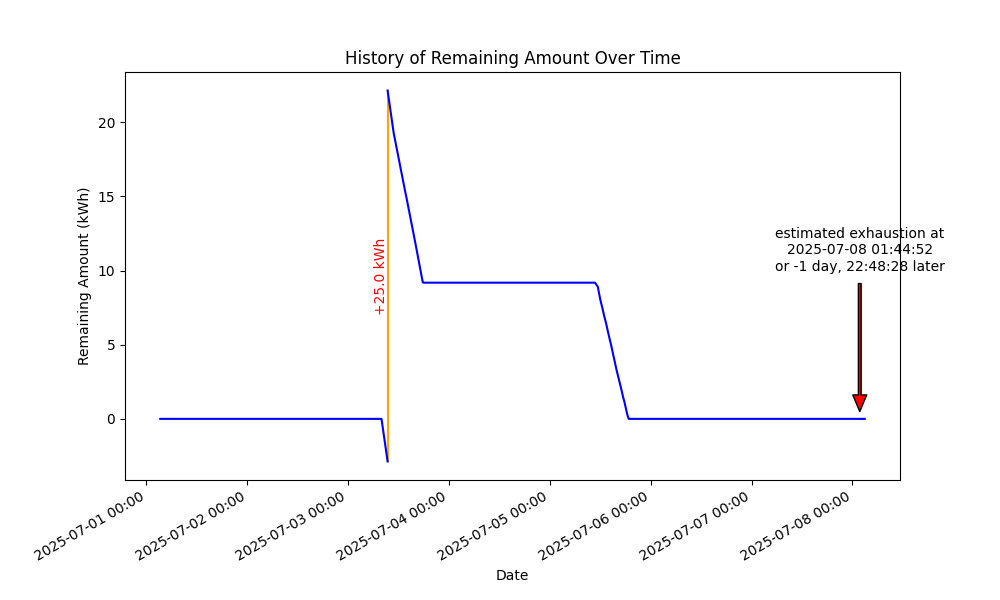 History of Remaining Amount Over Time
Remaining Amount (kWh)
20
15
10
5
0
+25.0 kWh
estimated exhaustion at
2025-07-08 01:44:52
or -1 day, 22:48:28 later
2025-07-01 00:00
2025-07-02 00:00
2025-07-03 00:00
2025-07-04 00:00
2025-07-05 00:00
2025-07-06 00:00
2025-07-07 00:00
2025-07-08 00:00
Date